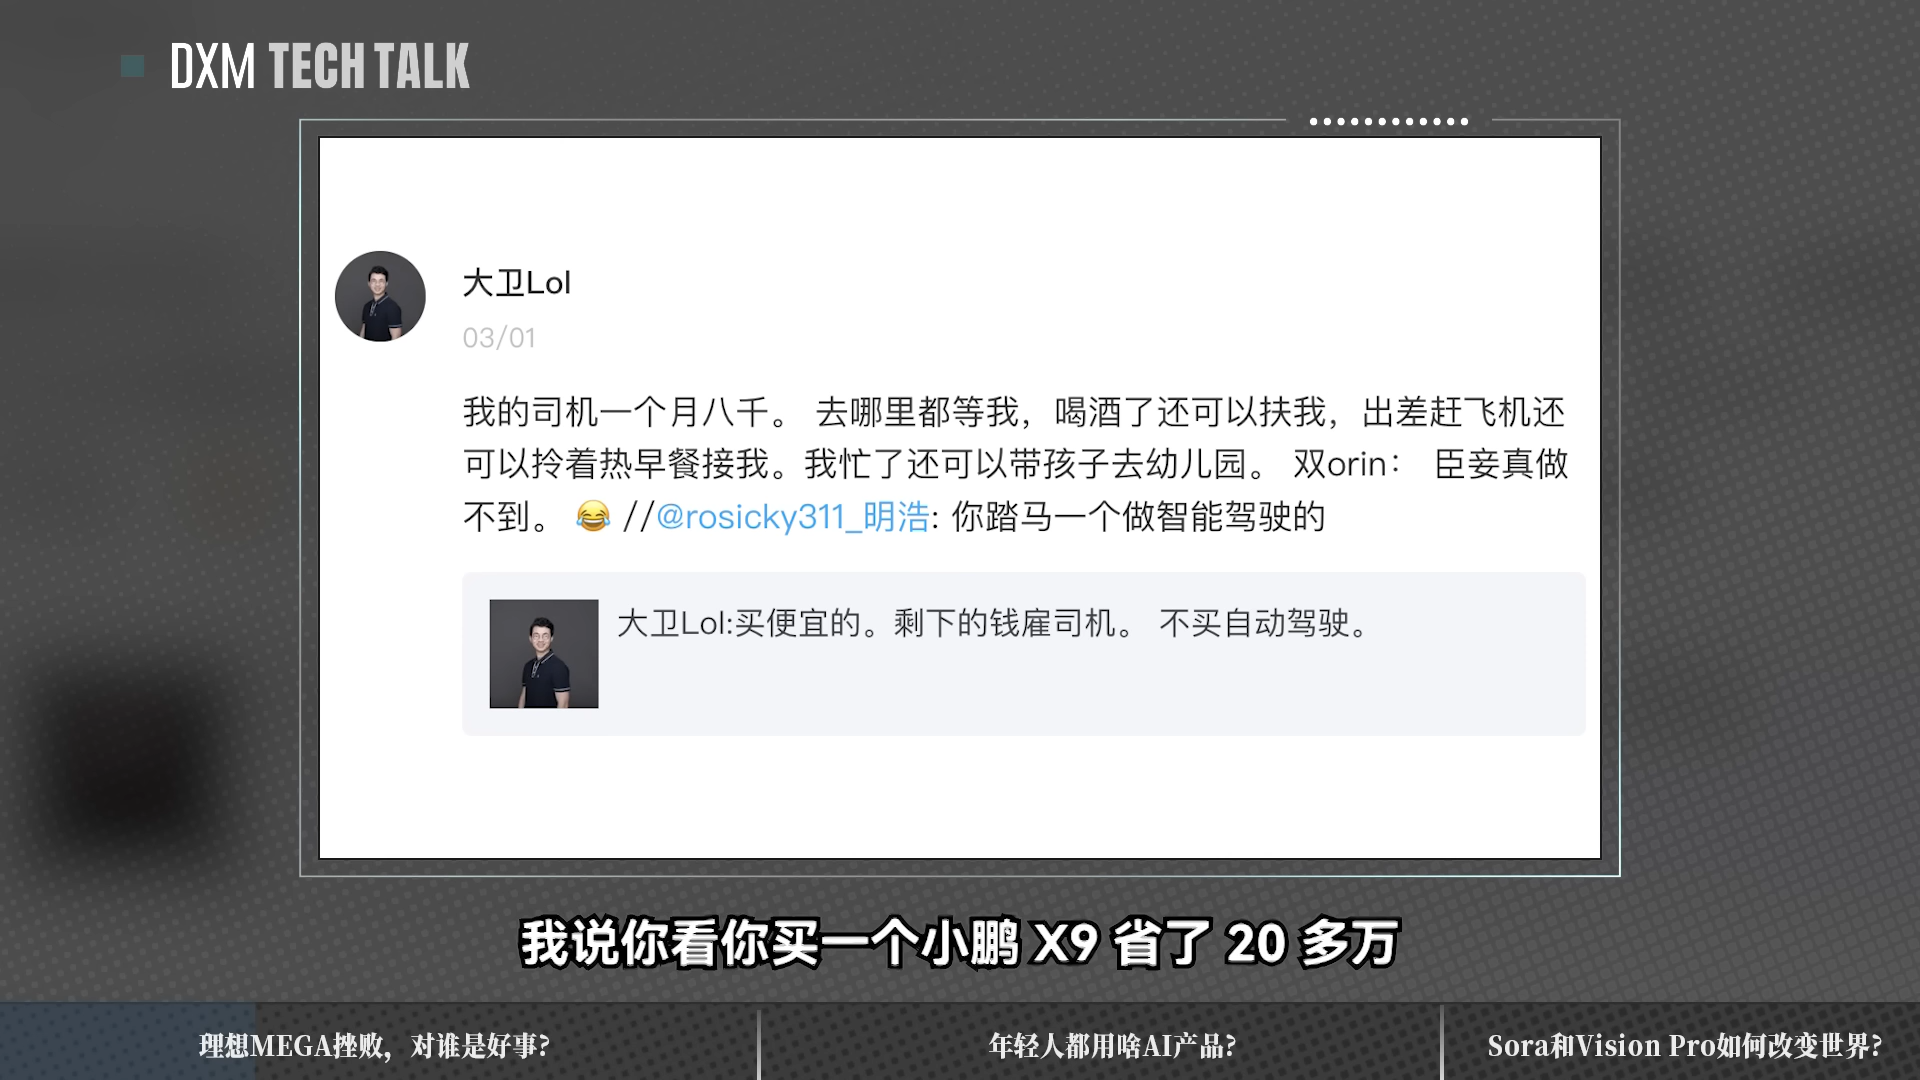 DXM TECH TALK
大卫Lol
03/01
我的司机一个月八千。 去哪里都等我，喝酒了还可以扶我，出差赶飞机还
可以拎着热早餐接我。我忙了还可以带孩子去幼儿园。 双orin： 臣妾真做
不到。 😂 //@rosicky311_明浩: 你踏马一个做智能驾驶的
大卫Lol:买便宜的。剩下的钱雇司机。 不买自动驾驶。
我说你看你买一个小鹏 X9 省了 20 多万
理想MEGA挫败，对谁是好事?
年轻人都用啥AI产品?
Sora和Vision Pro如何改变世界?